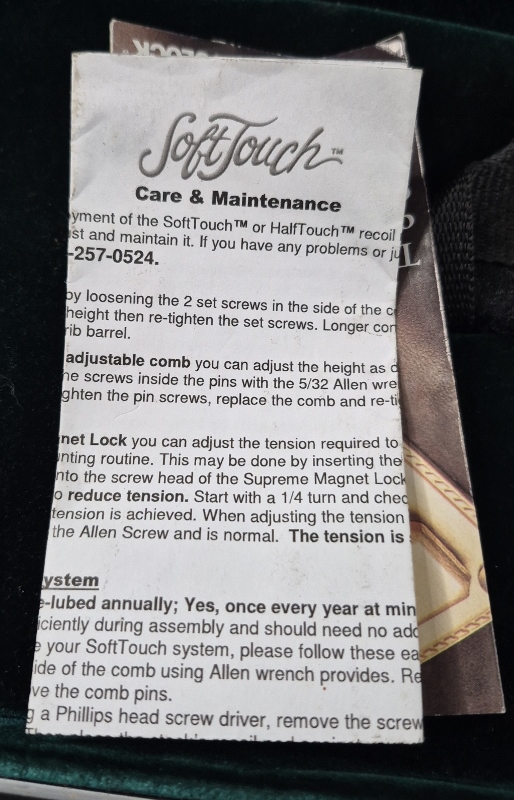 SoftTouch™
Care & Maintenance
yment of the SoftTouch™ or HalfTouch™ recoil
st and maintain it. If you have any problems or ju
-257-0524.
by loosening the 2 set screws in the side of the c
height then re-tighten the set screws. Longer con
rib barrel.
adjustable comb you can adjust the height as d
he screws inside the pins with the 5/32 Allen wre
ghten the pin screws, replace the comb and re-ti
net Lock you can adjust the tension required to
nting routine. This may be done by inserting the
nto the screw head of the Supreme Magnet Lock
o reduce tension. Start with a 1/4 turn and chec
tension is achieved. When adjusting the tension
the Allen Screw and is normal. The tension is
ystem
e-lubed annually; Yes, once every year at min
iciently during assembly and should need no add
e your SoftTouch system, please follow these ea
ide of the comb using Allen wrench provides. Re
ve the comb pins.
g a Phillips head screw driver, remove the screw